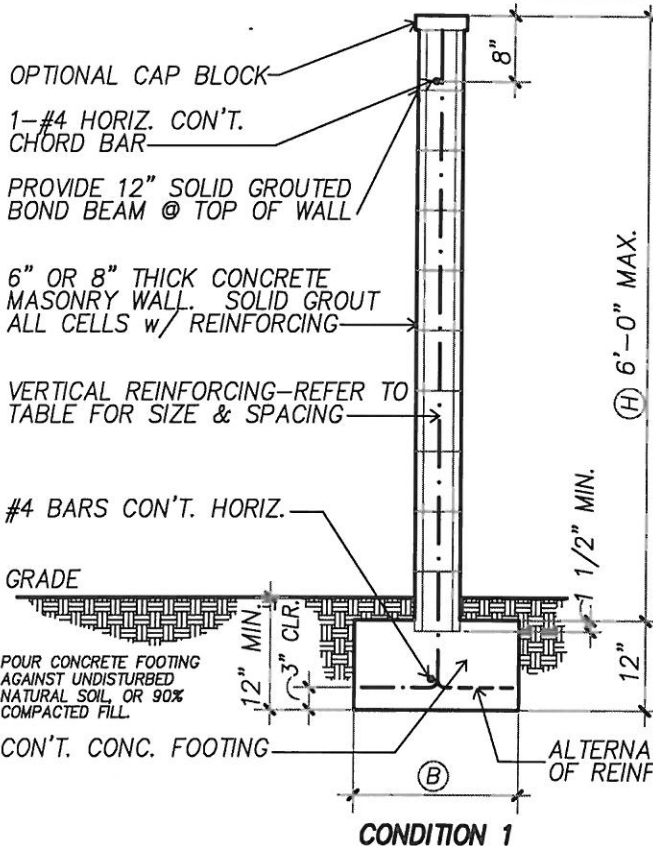 OPTIONAL CAP BLOCK
1-#4 HORIZ. CON'T.
CHORD BAR
PROVIDE 12" SOLID GROUTED
BOND BEAM @ TOP OF WALL
6" OR 8" THICK CONCRETE
MASONRY WALL. SOLID GROUT
ALL CELLS w/ REINFORCING
VERTICAL REINFORCING-REFER TO
TABLE FOR SIZE & SPACING
#4 BARS CON'T. HORIZ.
GRADE
POUR CONCRETE FOOTING
AGAINST UNDISTURBED
NATURAL SOIL, OR 90%
COMPACTED FILL.
CON'T. CONC. FOOTING
12" MIN.
3" CLR.
8"
H 6'-0" MAX.
1 1/2" MIN.
12"
ALTERNA
OF REINF
B
CONDITION 1